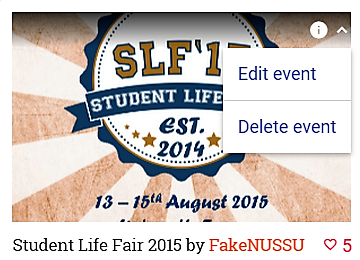 SLF '15
Edit event
STUDENT LIFE
Delete event
EST.
2014
13 – 15th August 2015
Student Life Fair 2015 by FakeNUSSU
5